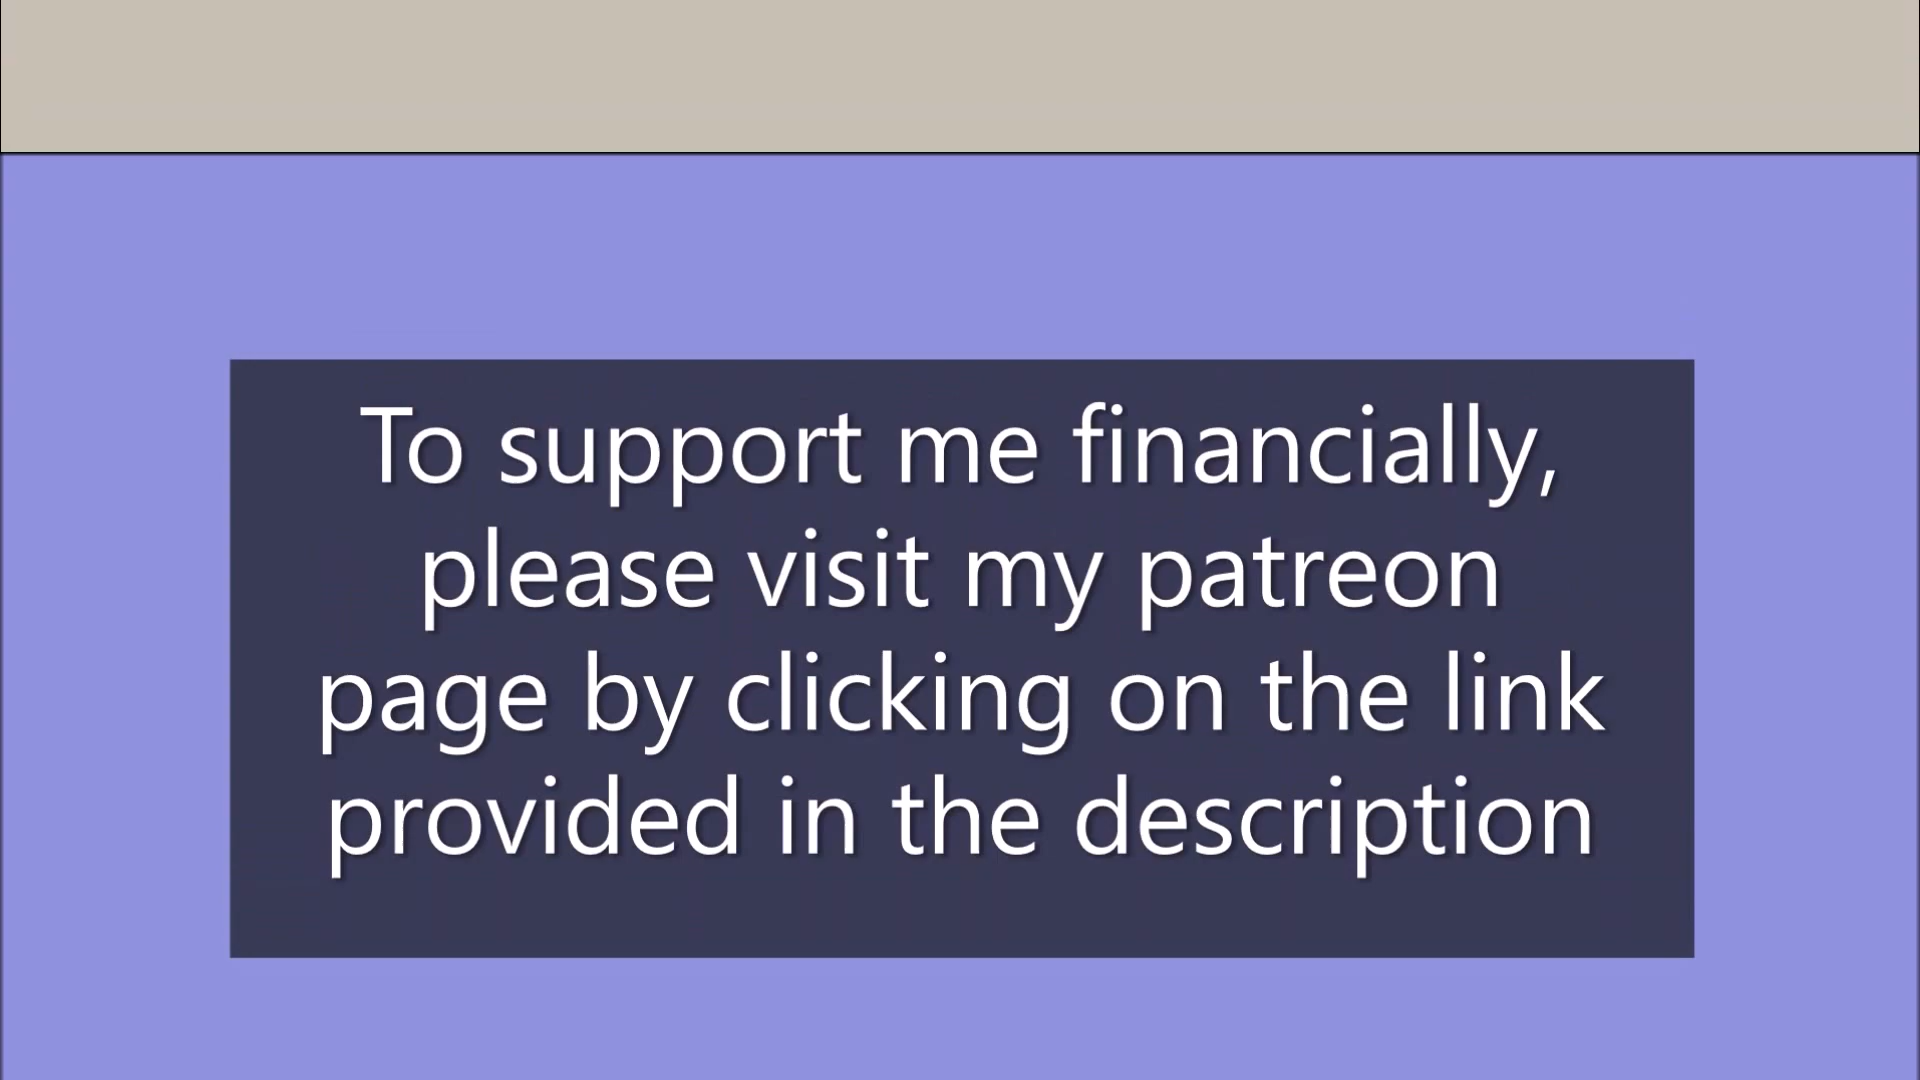 To support me financially,
please visit my patreon
page by clicking on the link
provided in the description